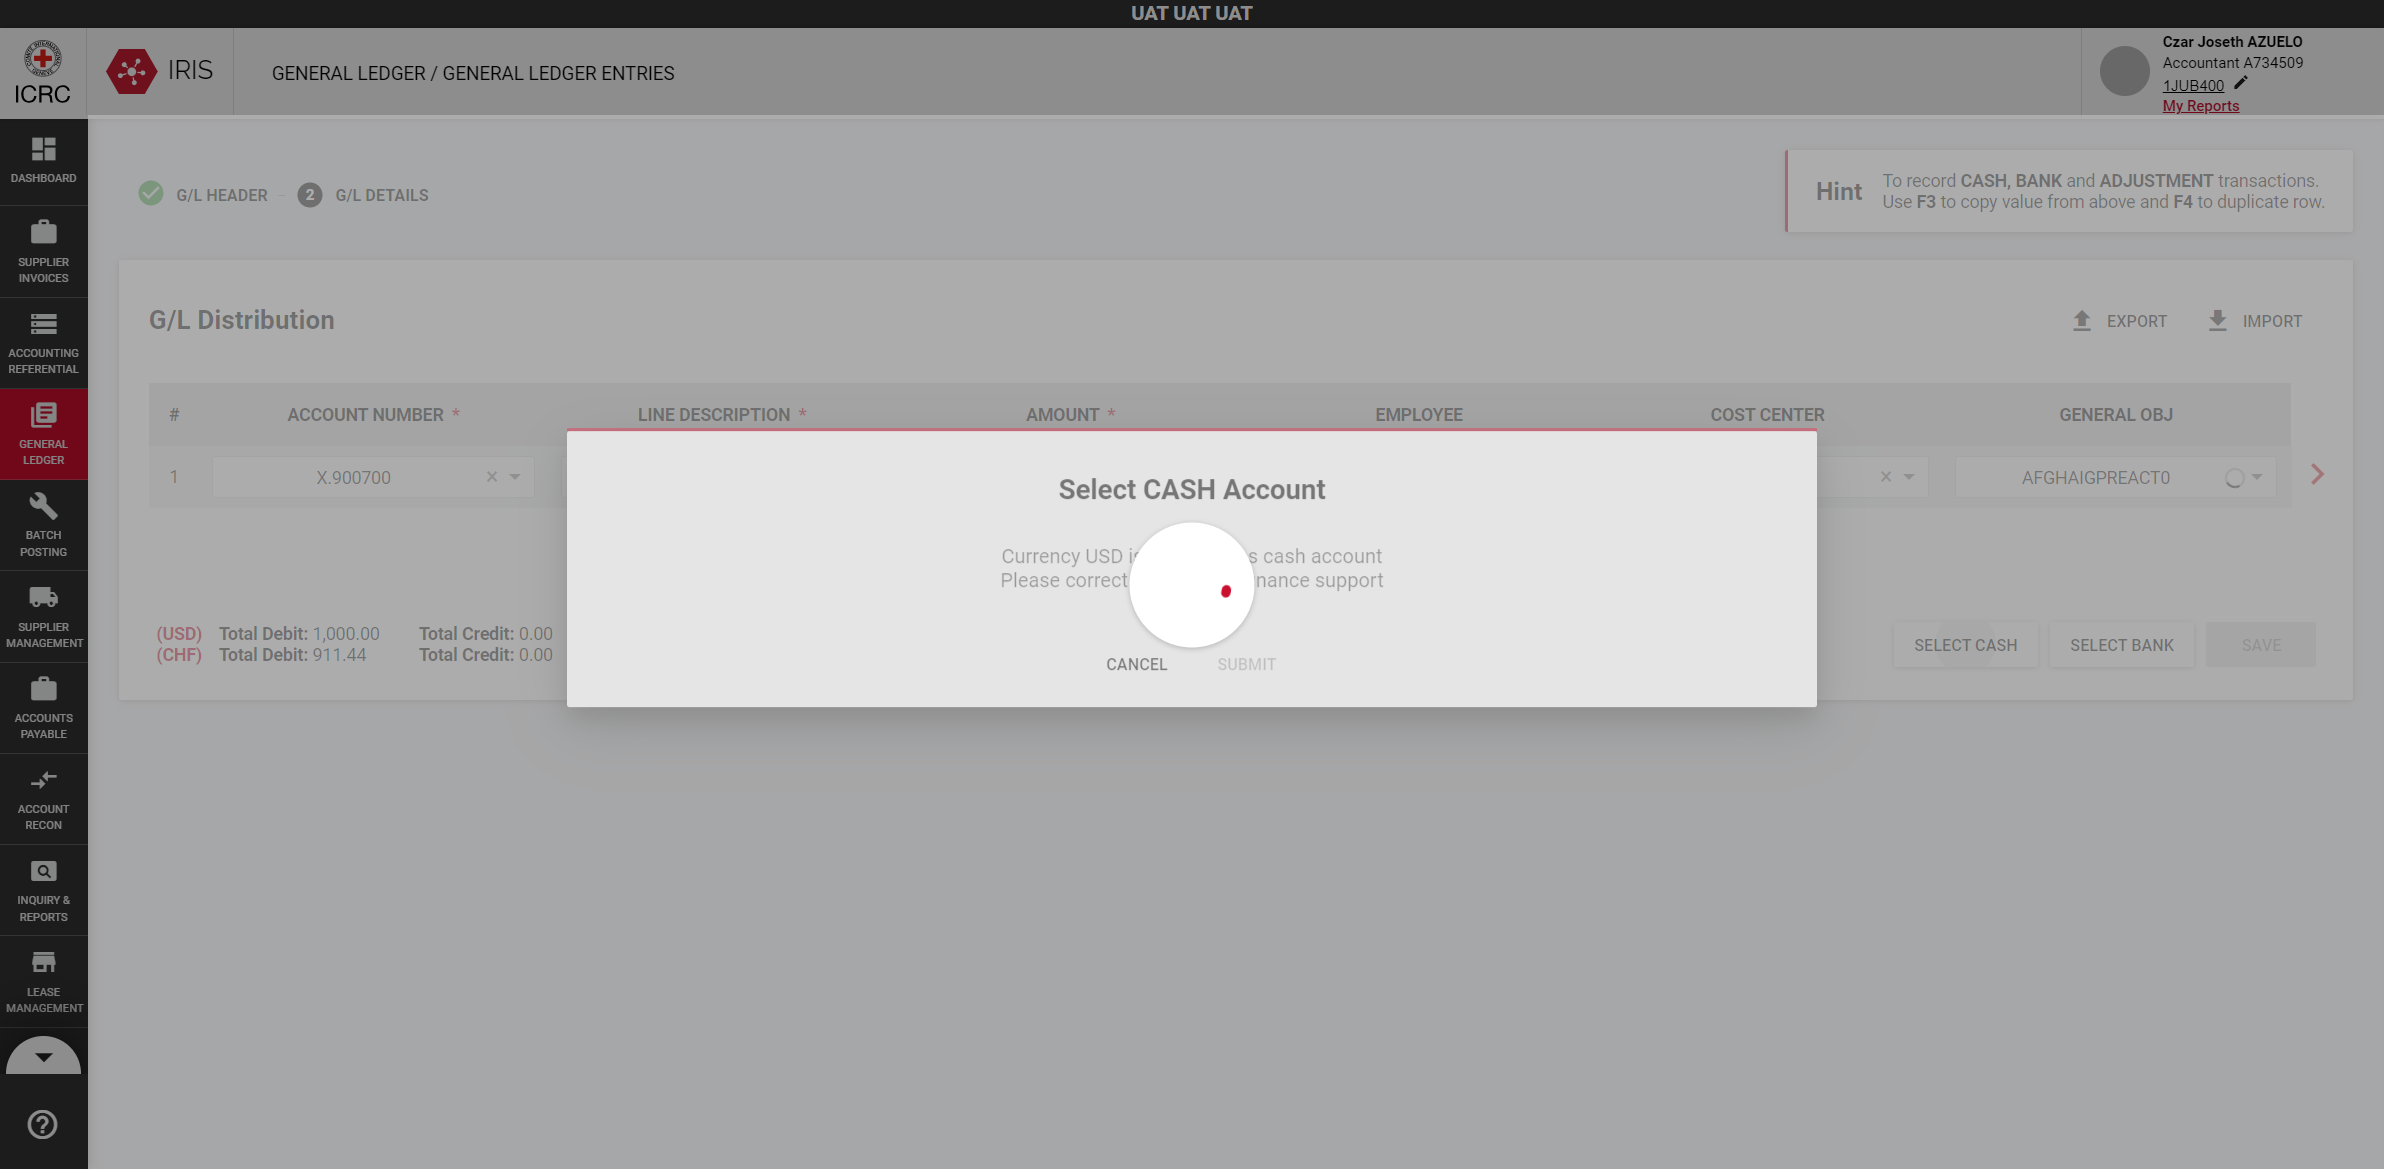 UAT UAT UAT
ICRC
IRIS
GENERAL LEDGER / GENERAL LEDGER ENTRIES
Czar Joseth AZUELO
Accountant A734509
1JUB400
My Reports
DASHBOARD
SUPPLIER
INVOICES
ACCOUNTING
REFERENTIAL
GENERAL
LEDGER
BATCH
POSTING
SUPPLIER
MANAGEMENT
ACCOUNTS
PAYABLE
ACCOUNT
RECON
INQUIRY &
REPORTS
LEASE
MANAGEMENT
G/L HEADER
2 G/L DETAILS
Hint
To record CASH, BANK and ADJUSTMENT transactions.
Use F3 to copy value from above and F4 to duplicate row.
G/L Distribution
EXPORT IMPORT
# ACCOUNT NUMBER * LINE DESCRIPTION * AMOUNT * EMPLOYEE COST CENTER GENERAL OBJ
1 X.900700 AFGHAIGPREACT0
Select CASH Account
Currency USD cash account
Please correct support
CANCEL SUBMIT
(USD) Total Debit: 1,000.00 Total Credit: 0.00
(CHF) Total Debit: 911.44 Total Credit: 0.00
SELECT CASH SELECT BANK SAVE